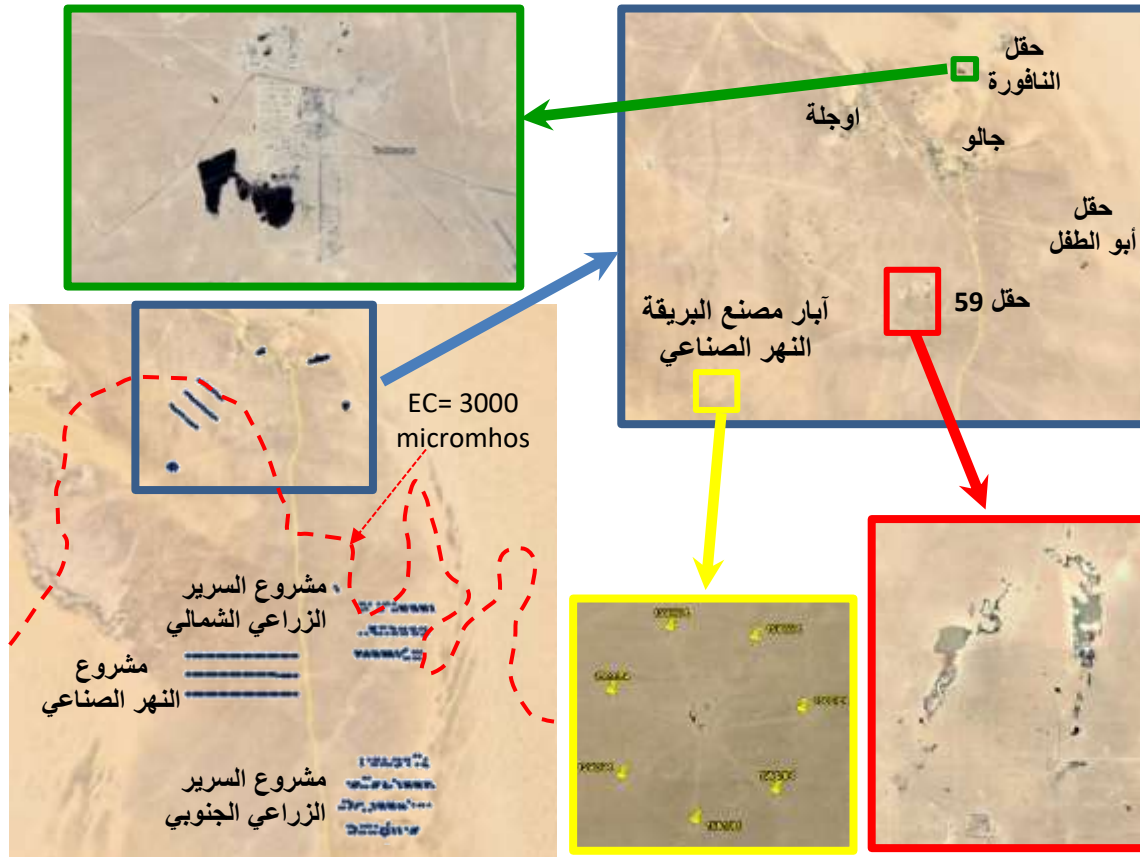 حقل
النافورة
اوجلة
جالو
حقل
أبو الطفل
حقل 59
آبار مصنع البريقة
النهر الصناعي
EC= 3000
micromhos
مشروع السرير
الزراعي الشمالي
مشروع
النهر الصناعي
مشروع السرير
الزراعي الجنوبي